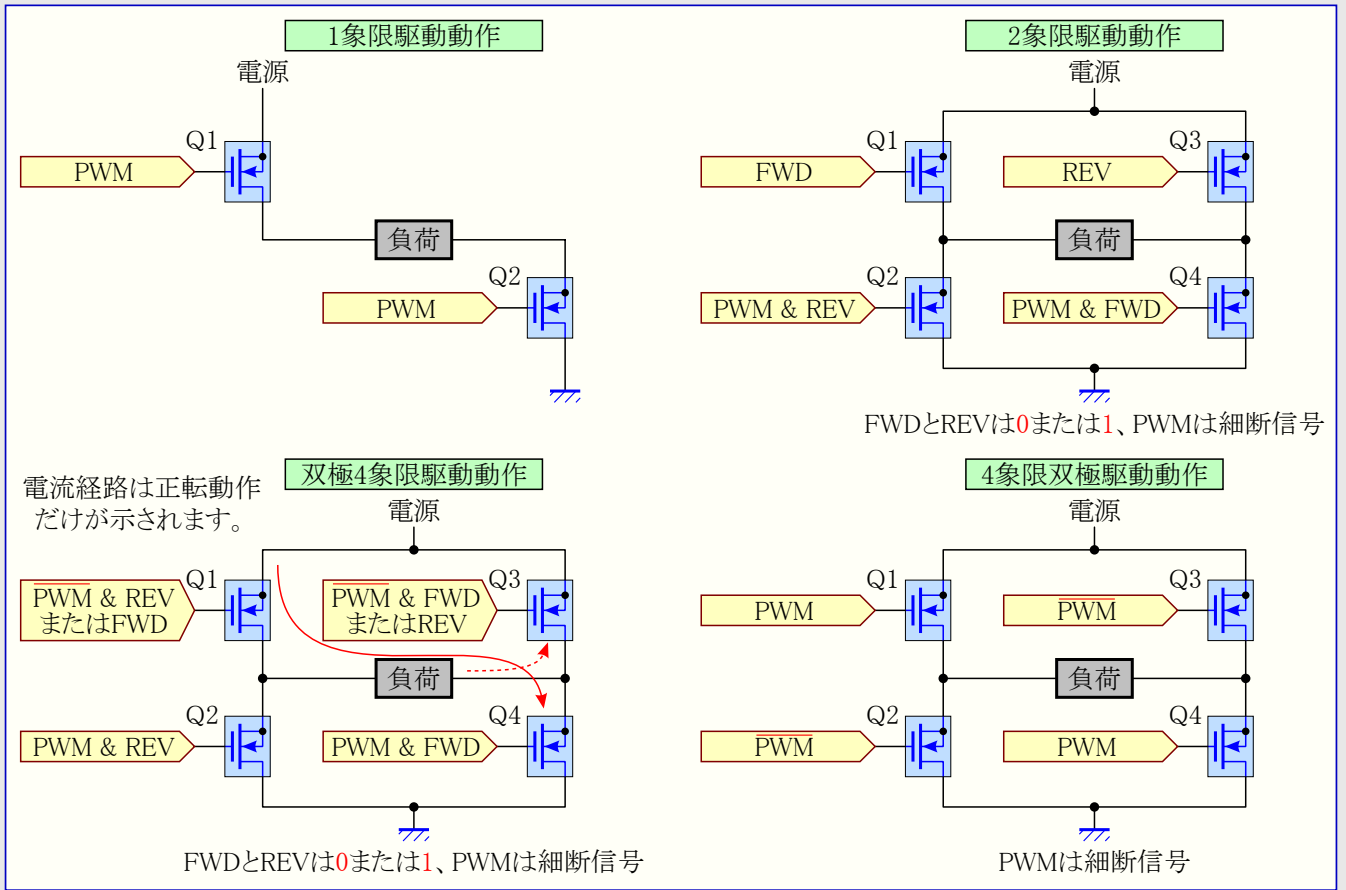 1象限駆動動作
電源
Q1
PWM
負荷
Q2
PWM
2象限駆動動作
電源
Q1
Q3
FWD
REV
負荷
Q2
Q4
PWM & REV
PWM & FWD
FWDとREVは0または1、PWMは細断信号
双極4象限駆動動作
電流経路は正転動作
だけが示されます。
電源
Q1
Q3
P̅W̅M̅ & REV
またはFWD
P̅W̅M̅ & FWD
またはREV
負荷
Q2
Q4
PWM & REV
PWM & FWD
FWDとREVは0または1、PWMは細断信号
4象限双極駆動動作
電源
Q1
Q3
PWM
P̅W̅M̅
負荷
Q2
Q4
P̅W̅M̅
PWM
PWMは細断信号